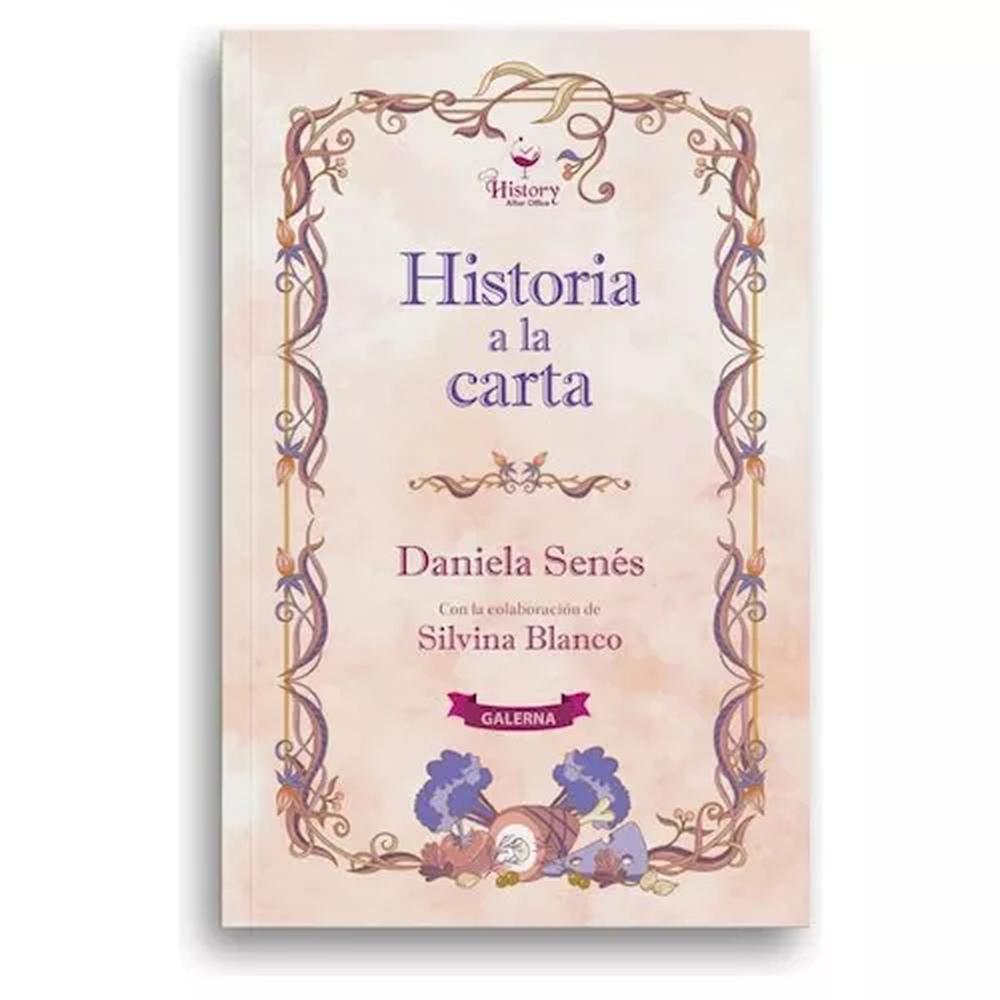 History
After Office
Historia
a la
carta
Daniela Senés
Con la colaboración de
Silvina Blanco
GALERNA